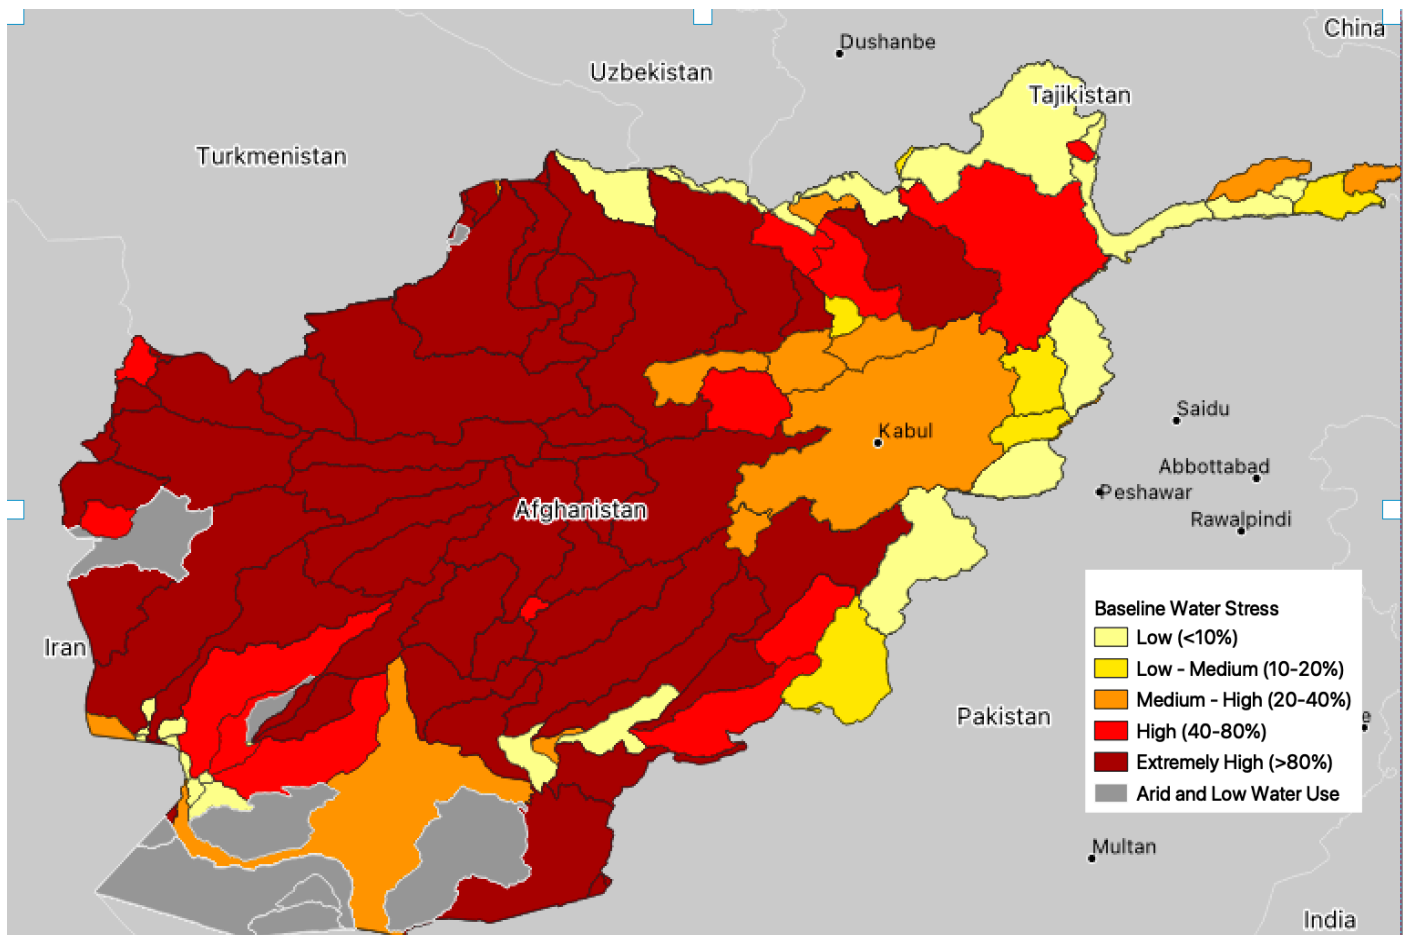 China
Dushanbe
Uzbekistan
Tajikistan
Turkmenistan
Saidu
Kabul
Abbottabad
Peshawar
Afghanistan
Rawalpindi
Baseline Water Stress
Low (<10%)
Iran
Low - Medium (10-20%)
Medium - High (20-40%)
Pakistan
High (40-80%)
Extremely High (>80%)
Arid and Low Water Use
Multan
India